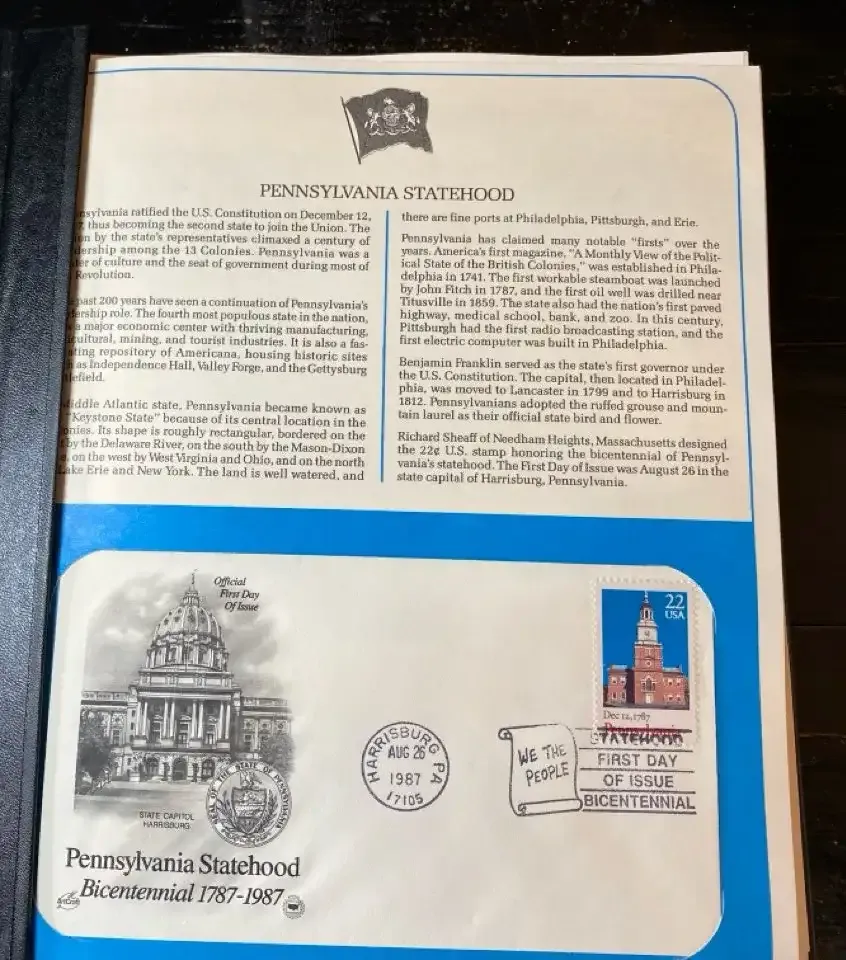 PENNSYLVANIA STATEHOOD
nsylvania ratified the U.S. Constitution on December 12,
7, thus becoming the second state to join the Union. The
on by the state's representatives climaxed a century of
dership among the 13 Colonies. Pennsylvania was a
ter of culture and the seat of government during most of
Revolution.
past 200 years have seen a continuation of Pennsylvania's
dership role. The fourth most populous state in the nation,
a major economic center with thriving manufacturing,
cultural, mining, and tourist industries. It is also a fas-
ating repository of Americana, housing historic sites
as Independence Hall, Valley Forge, and the Gettysburg
lefield.
Middle Atlantic state, Pennsylvania became known as
"Keystone State" because of its central location in the
onies. Its shape is roughly rectangular, bordered on the
by the Delaware River, on the south by the Mason-Dixon
e, on the west by West Virginia and Ohio, and on the north
Lake Erie and New York. The land is well watered, and
there are fine ports at Philadelphia, Pittsburgh, and Erie.
Pennsylvania has claimed many notable "firsts" over the
years. America's first magazine, "A Monthly View of the Polit-
ical State of the British Colonies," was established in Phila-
delphia in 1741. The first workable steamboat was launched
by John Fitch in 1787, and the first oil well was drilled near
Titusville in 1859. The state also had the nation's first paved
highway, medical school, bank, and zoo. In this century,
Pittsburgh had the first radio broadcasting station, and the
first electric computer was built in Philadelphia.
Benjamin Franklin served as the state's first governor under
the U.S. Constitution. The capital, then located in Philadel-
phia, was moved to Lancaster in 1799 and to Harrisburg in
1812. Pennsylvanians adopted the ruffed grouse and moun-
tain laurel as their official state bird and flower.
Richard Sheaff of Needham Heights, Massachusetts designed
the 22¢ U.S. stamp honoring the bicentennial of Pennsyl-
vania's statehood. The First Day of Issue was August 26 in the
state capital of Harrisburg, Pennsylvania.
Official
First Day
Of Issue
22
USA
Dec 12, 1787
Pennsylvania
STATEHOOD
FIRST DAY
OF ISSUE
BICENTENNIAL
WE THE
PEOPLE
HARRISBURG PA
AUG 26
1987
17105
SEAL OF THE STATE OF PENNSYLVANIA
STATE CAPITOL
HARRISBURG
Pennsylvania Statehood
Bicentennial 1787-1987
ArtCraft